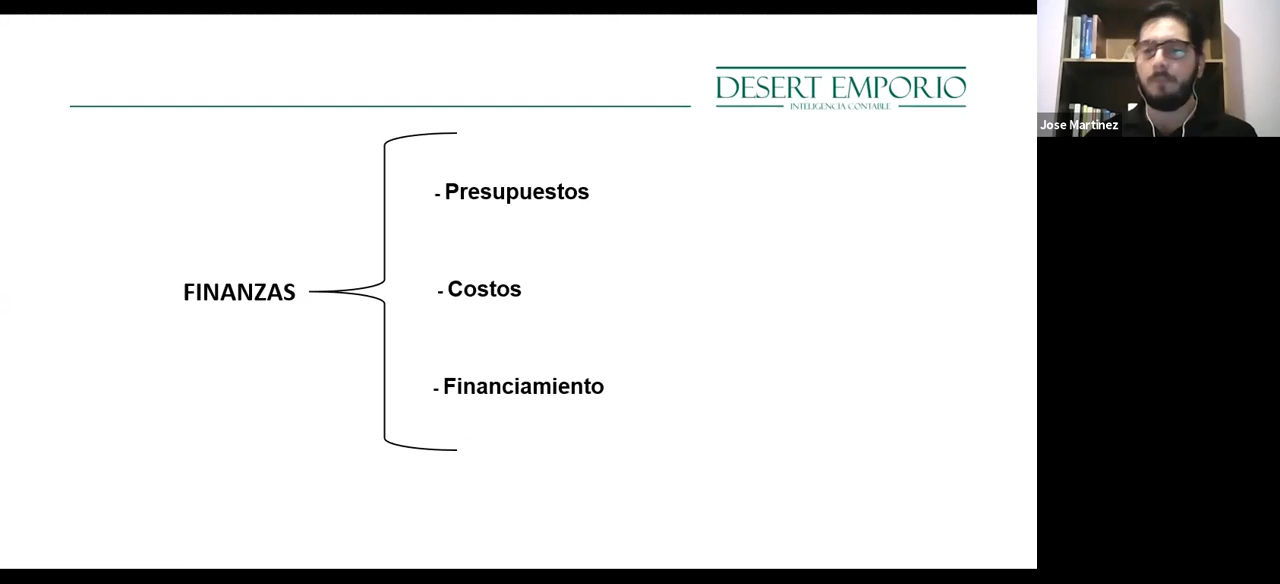 DESERT EMPORIO
INTELIGENCIA CONTABLE
Jose Martinez
- Presupuestos
FINANZAS
- Costos
- Financiamiento